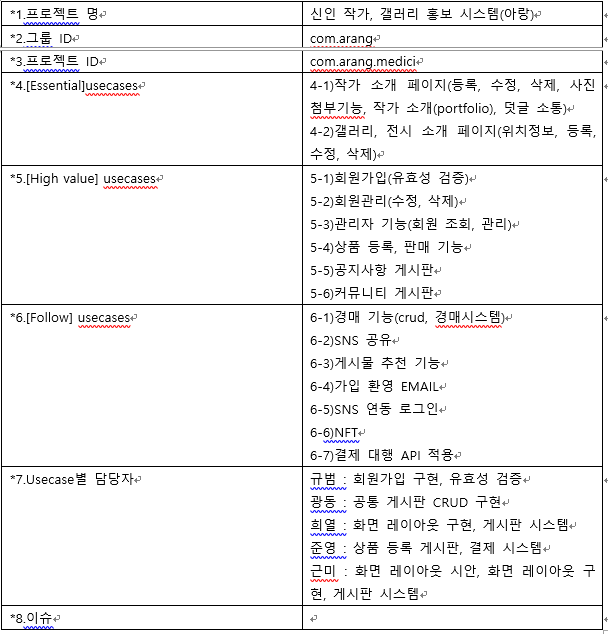 *1.프로젝트 명
신인 작가, 갤러리 홍보 시스템(아랑)
*2.그룹 ID
com.arang
*3.프로젝트 ID
com.arang.medici
*4.[Essential]usecases
4-1)작가 소개 페이지(등록, 수정, 삭제, 사진
첨부기능, 작가 소개(portfolio), 덧글 소통)
4-2)갤러리, 전시 소개 페이지(위치정보, 등록,
수정, 삭제)
*5.[High value] usecases
5-1)회원가입(유효성 검증)
5-2)회원관리(수정, 삭제)
5-3)관리자 기능(회원 조회, 관리)
5-4)상품 등록, 판매 기능
5-5)공지사항 게시판
5-6)커뮤니티 게시판
*6.[Follow] usecases
6-1)경매 기능(crud, 경매시스템)
6-2)SNS 공유
6-3)게시물 추천 기능
6-4)가입 환영 EMAIL
6-5)SNS 연동 로그인
6-6)NFT
6-7)결제 대행 API 적용
*7.Usecase별 담당자
규범 : 회원가입 구현, 유효성 검증
광동 : 공통 게시판 CRUD 구현
희열 : 화면 레이아웃 구현, 게시판 시스템
준영 : 상품 등록 게시판, 결제 시스템
근미 : 화면 레이아웃 시안, 화면 레이아웃 구
현, 게시판 시스템
*8.이슈